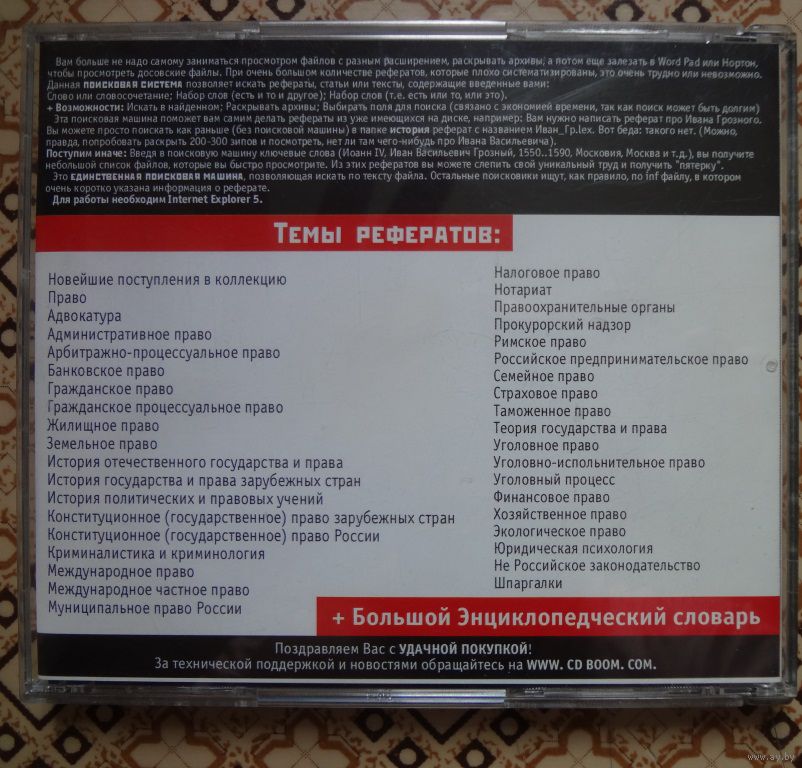 Вам больше не надо самому заниматься просмотром файлов с разным расширением, раскрывать архивы, а потом еще залезать в Word Pad или Нортон,
чтобы просмотреть досовские файлы. При очень большом количестве рефератов, которые плохо систематизированы, это очень трудно или невозможно.
Данная ПОИСКОВАЯ СИСТЕМА позволяет искать рефераты, статьи или тексты, содержащие введенные вами:
Слово или словосочетание; Набор слов (есть и то и другое); Набор слов (т.е. есть или то, или это),
+ Возможности: Искать в найденном; Раскрывать архивы; Выбирать поля для поиска (связано с экономией времени, так как поиск может быть долгим)
Эта поисковая машина поможет вам самим делать рефераты из уже имеющихся на диске, например; Вам нужно написать реферат про Ивана Грозного.
Вы можете просто поискать как раньше (без поисковой машины) в папке история реферат с названием Иван_Гр.lex. Вот беда: такого нет. (Можно,
правда, попробовать раскрыть 200-300 зипов и посмотреть, нет ли там чего-нибудь про Ивана Васильевича).
Поступим иначе: Введя в поисковую машину ключевые слова (Иоанн IV, Иван Васильевич Грозный, 1550..1590, Московия, Москва и т.д.), вы получите
небольшой список файлов, которые вы быстро просмотрите. Из этих рефератов вы можете слепить свой уникальный труд и получить "пятерку".
Это ЕДИНСТВЕННАЯ ПОИСКОВАЯ МАШИНА, позволяющая искать по тексту файла. Остальные поисковики ищут, как правило, по inf файлу, в котором
очень коротко указана информация о реферате.
Для работы необходим Internet Explorer 5.
ТЕМЫ РЕФЕРАТОВ:
Новейшие поступления в коллекцию
Право
Адвокатура
Административное право
Арбитражно-процессуальное право
Банковское право
Гражданское право
Гражданское процессуальное право
Жилищное право
Земельное право
История отечественного государства и права
История государства и права зарубежных стран
История политических и правовых учений
Конституционное (государственное) право зарубежных стран
Конституционное (государственное) право России
Криминалистика и криминология
Международное право
Международное частное право
Муниципальное право России
Налоговое право
Нотариат
Правоохранительные органы
Прокурорский надзор
Римское право
Российское предпринимательское право
Семейное право
Страховое право
Таможенное право
Теория государства и права
Уголовное право
Уголовно-испольнительное право
Уголовный процесс
Финансовое право
Хозяйственное право
Экологическое право
Юридическая психология
Не Российское законодательство
Шпаргалки
+ Большой Энциклопедческий словарь
Поздравляем Вас с УДАЧНОЙ ПОКУПКОЙ!
За технической поддержкой и новостями обращайтесь на WWW. CD BOOM. COM.
www.ay.by